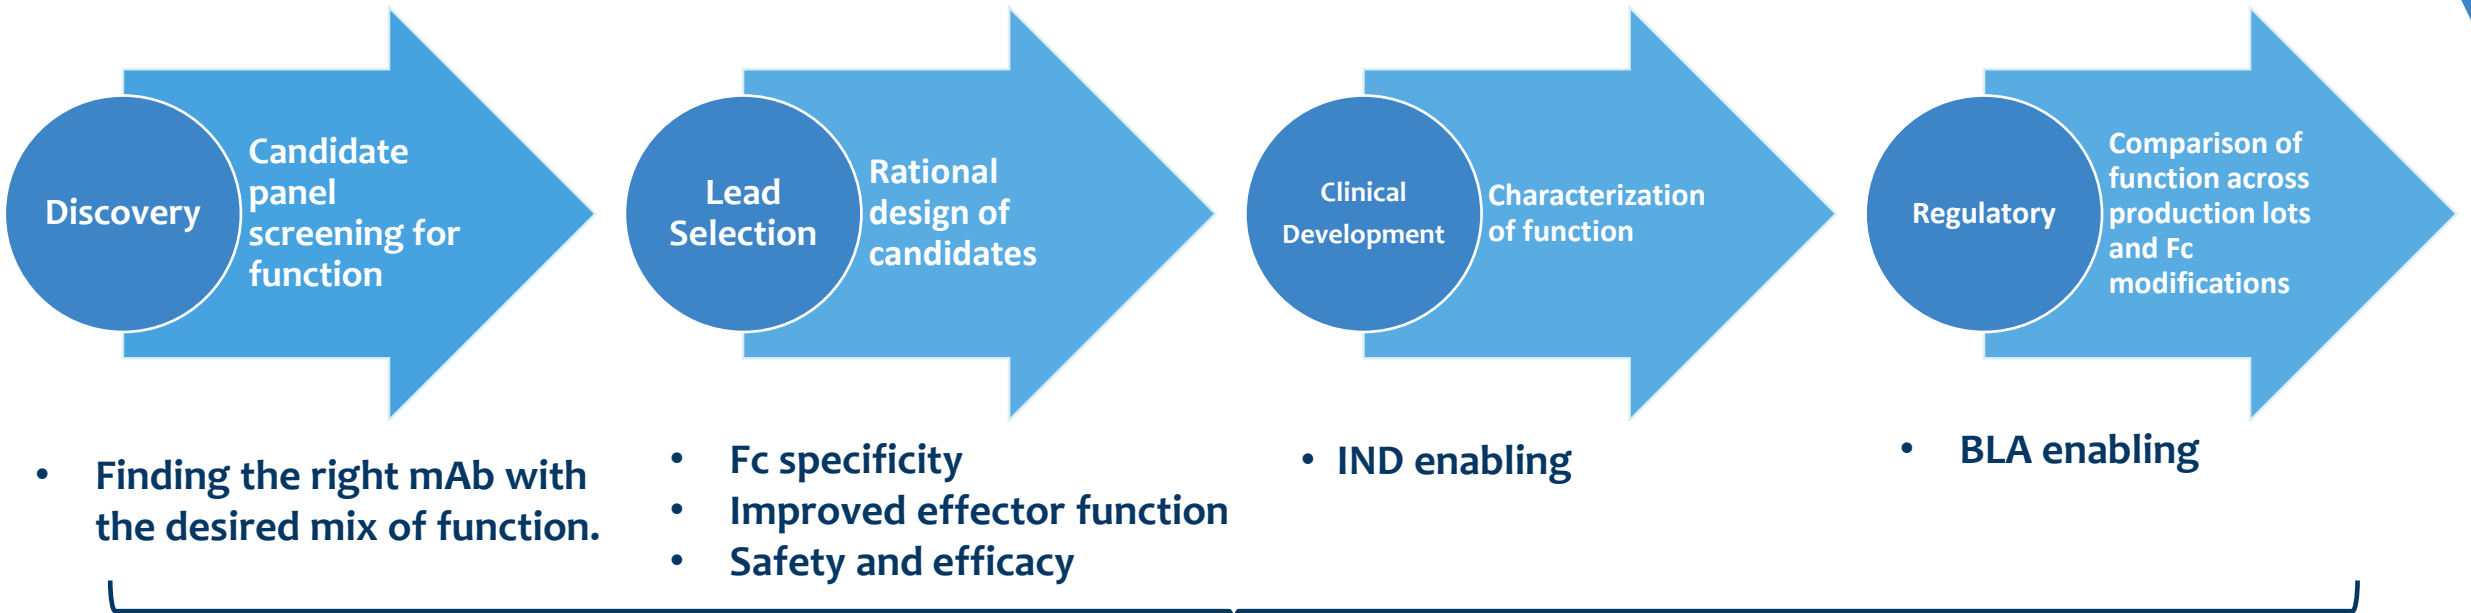 Discovery
Candidate
panel
screening for
function
Lead
Selection
Rational
design of
candidates
Clinical
Development
Characterization
of function
Regulatory
Comparison of
function across
production lots
and Fc
modifications
• Finding the right mAb with
the desired mix of function.
• Fc specificity
• Improved effector function
• Safety and efficacy
• IND enabling
• BLA enabling